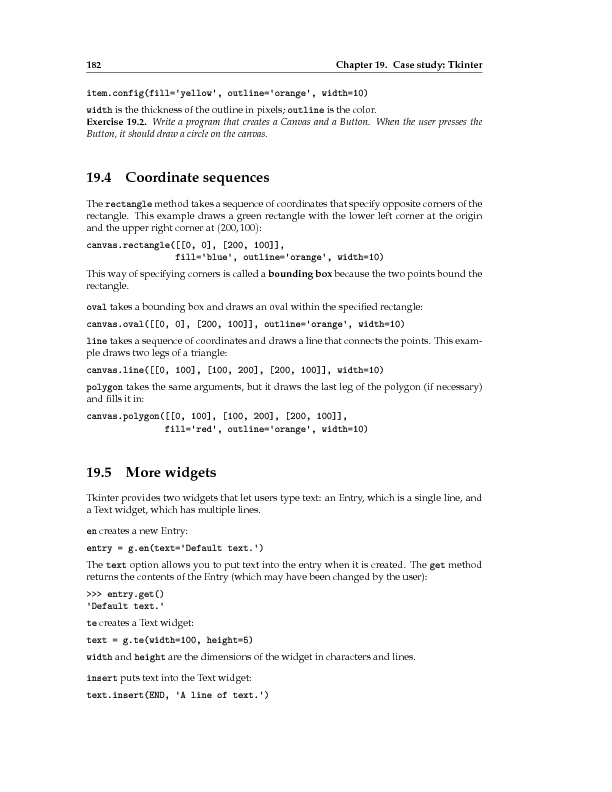 182 Chapter 19. Case study: Tkinter
item.config(fill='yellow', outline='orange', width=10)
width is the thickness of the outline in pixels; outline is the color.
Exercise 19.2. Write a program that creates a Canvas and a Button. When the user presses the
Button, it should draw a circle on the canvas.
19.4 Coordinate sequences
The rectangle method takes a sequence of coordinates that specify opposite corners of the
rectangle. This example draws a green rectangle with the lower left corner at the origin
and the upper right corner at (200, 100):
canvas.rectangle([[0, 0], [200, 100]],
fill='blue', outline='orange', width=10)
This way of specifying corners is called a bounding box because the two points bound the
rectangle.
oval takes a bounding box and draws an oval within the specified rectangle:
canvas.oval([[0, 0], [200, 100]], outline='orange', width=10)
line takes a sequence of coordinates and draws a line that connects the points. This exam-
ple draws two legs of a triangle:
canvas.line([[0, 100], [100, 200], [200, 100]], width=10)
polygon takes the same arguments, but it draws the last leg of the polygon (if necessary)
and fills it in:
canvas.polygon([[0, 100], [100, 200], [200, 100]],
fill='red', outline='orange', width=10)
19.5 More widgets
Tkinter provides two widgets that let users type text: an Entry, which is a single line, and
a Text widget, which has multiple lines.
en creates a new Entry:
entry = g.en(text='Default text.')
The text option allows you to put text into the entry when it is created. The get method
returns the contents of the Entry (which may have been changed by the user):
>>> entry.get()
'Default text.'
te creates a Text widget:
text = g.te(width=100, height=5)
width and height are the dimensions of the widget in characters and lines.
insert puts text into the Text widget:
text.insert(END, 'A line of text.')